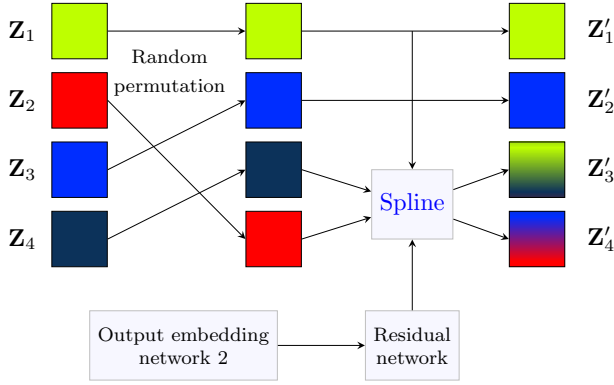 Z₁
Z′₁
Random
permutation
Z₂
Z′₂
Z₃
Z′₃
Spline
Z₄
Z′₄
Output embedding
network 2
Residual
network